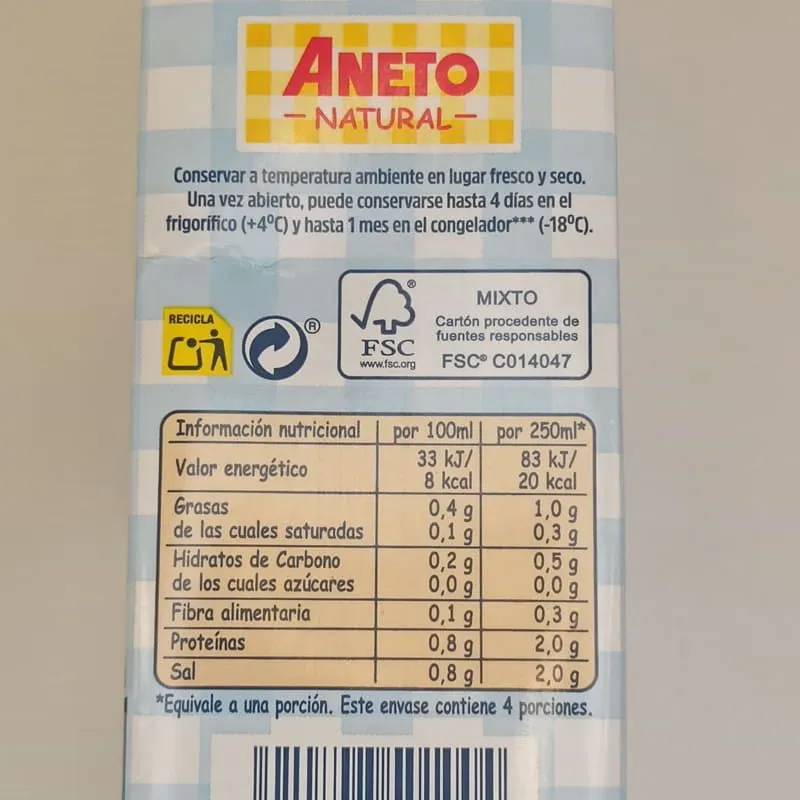 ANETO
NATURAL
Conservar a temperatura ambiente en lugar fresco y seco.
Una vez abierto, puede conservarse hasta 4 días en el
frigorífico (+4ºC) y hasta 1 mes en el congelador*** (-18ºC).
RECICLA
®
®
FSC
www.fsc.org
MIXTO
Cartón procedente de
fuentes responsables
FSC® C014047
Información nutricional por 100ml por 250ml*
Valor energético 33 kJ/ 8 kcal 83 kJ/ 20 kcal
Grasas 0,4 g 1,0 g
de las cuales saturadas 0,1 g 0,3 g
Hidratos de Carbono 0,2 g 0,5 g
de los cuales azúcares 0,0 g 0,0 g
Fibra alimentaria 0,1 g 0,3 g
Proteínas 0,8 g 2,0 g
Sal 0,8 g 2,0 g
*Equivale a una porción. Este envase contiene 4 porciones.